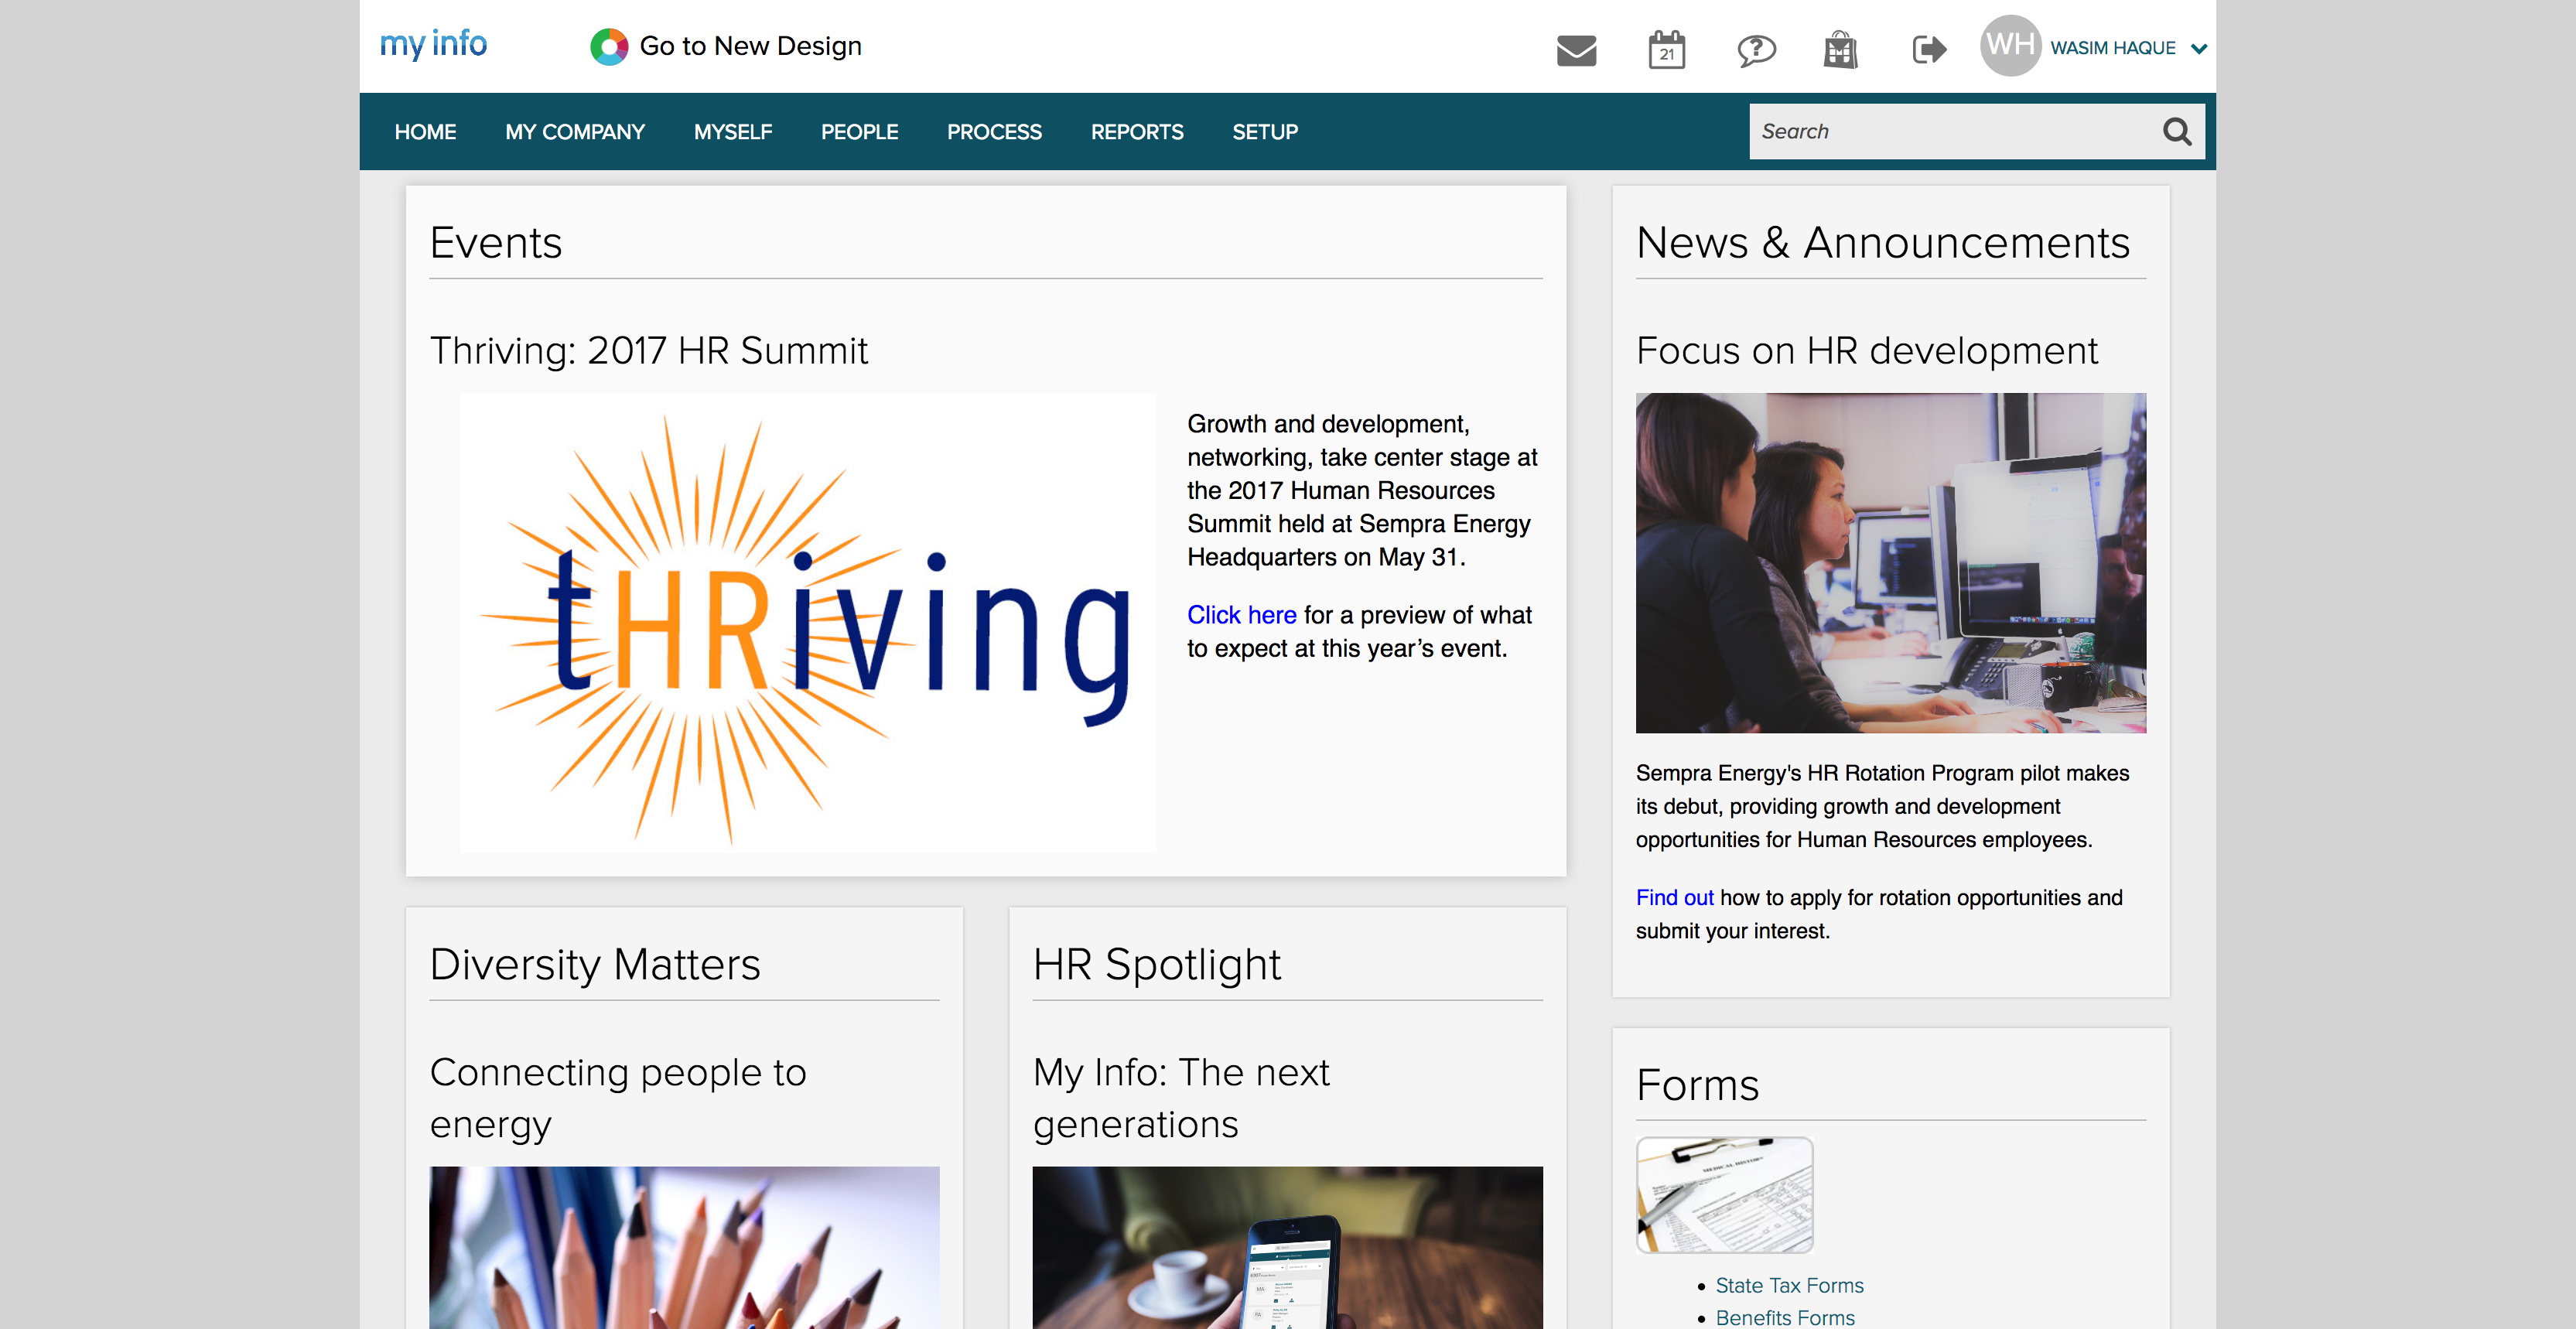 my info
Go to New Design
21
?
WH
WASIM HAQUE
HOME MY COMPANY MYSELF PEOPLE PROCESS REPORTS SETUP
Search
Events
Thriving: 2017 HR Summit
tHRiving
Growth and development,
networking, take center stage at
the 2017 Human Resources
Summit held at Sempra Energy
Headquarters on May 31.
Click here for a preview of what
to expect at this year’s event.
News & Announcements
Focus on HR development
Sempra Energy's HR Rotation Program pilot makes
its debut, providing growth and development
opportunities for Human Resources employees.
Find out how to apply for rotation opportunities and
submit your interest.
Diversity Matters
Connecting people to
energy
HR Spotlight
My Info: The next
generations
Forms
MEDICAL HISTORY
State Tax Forms
Benefits Forms